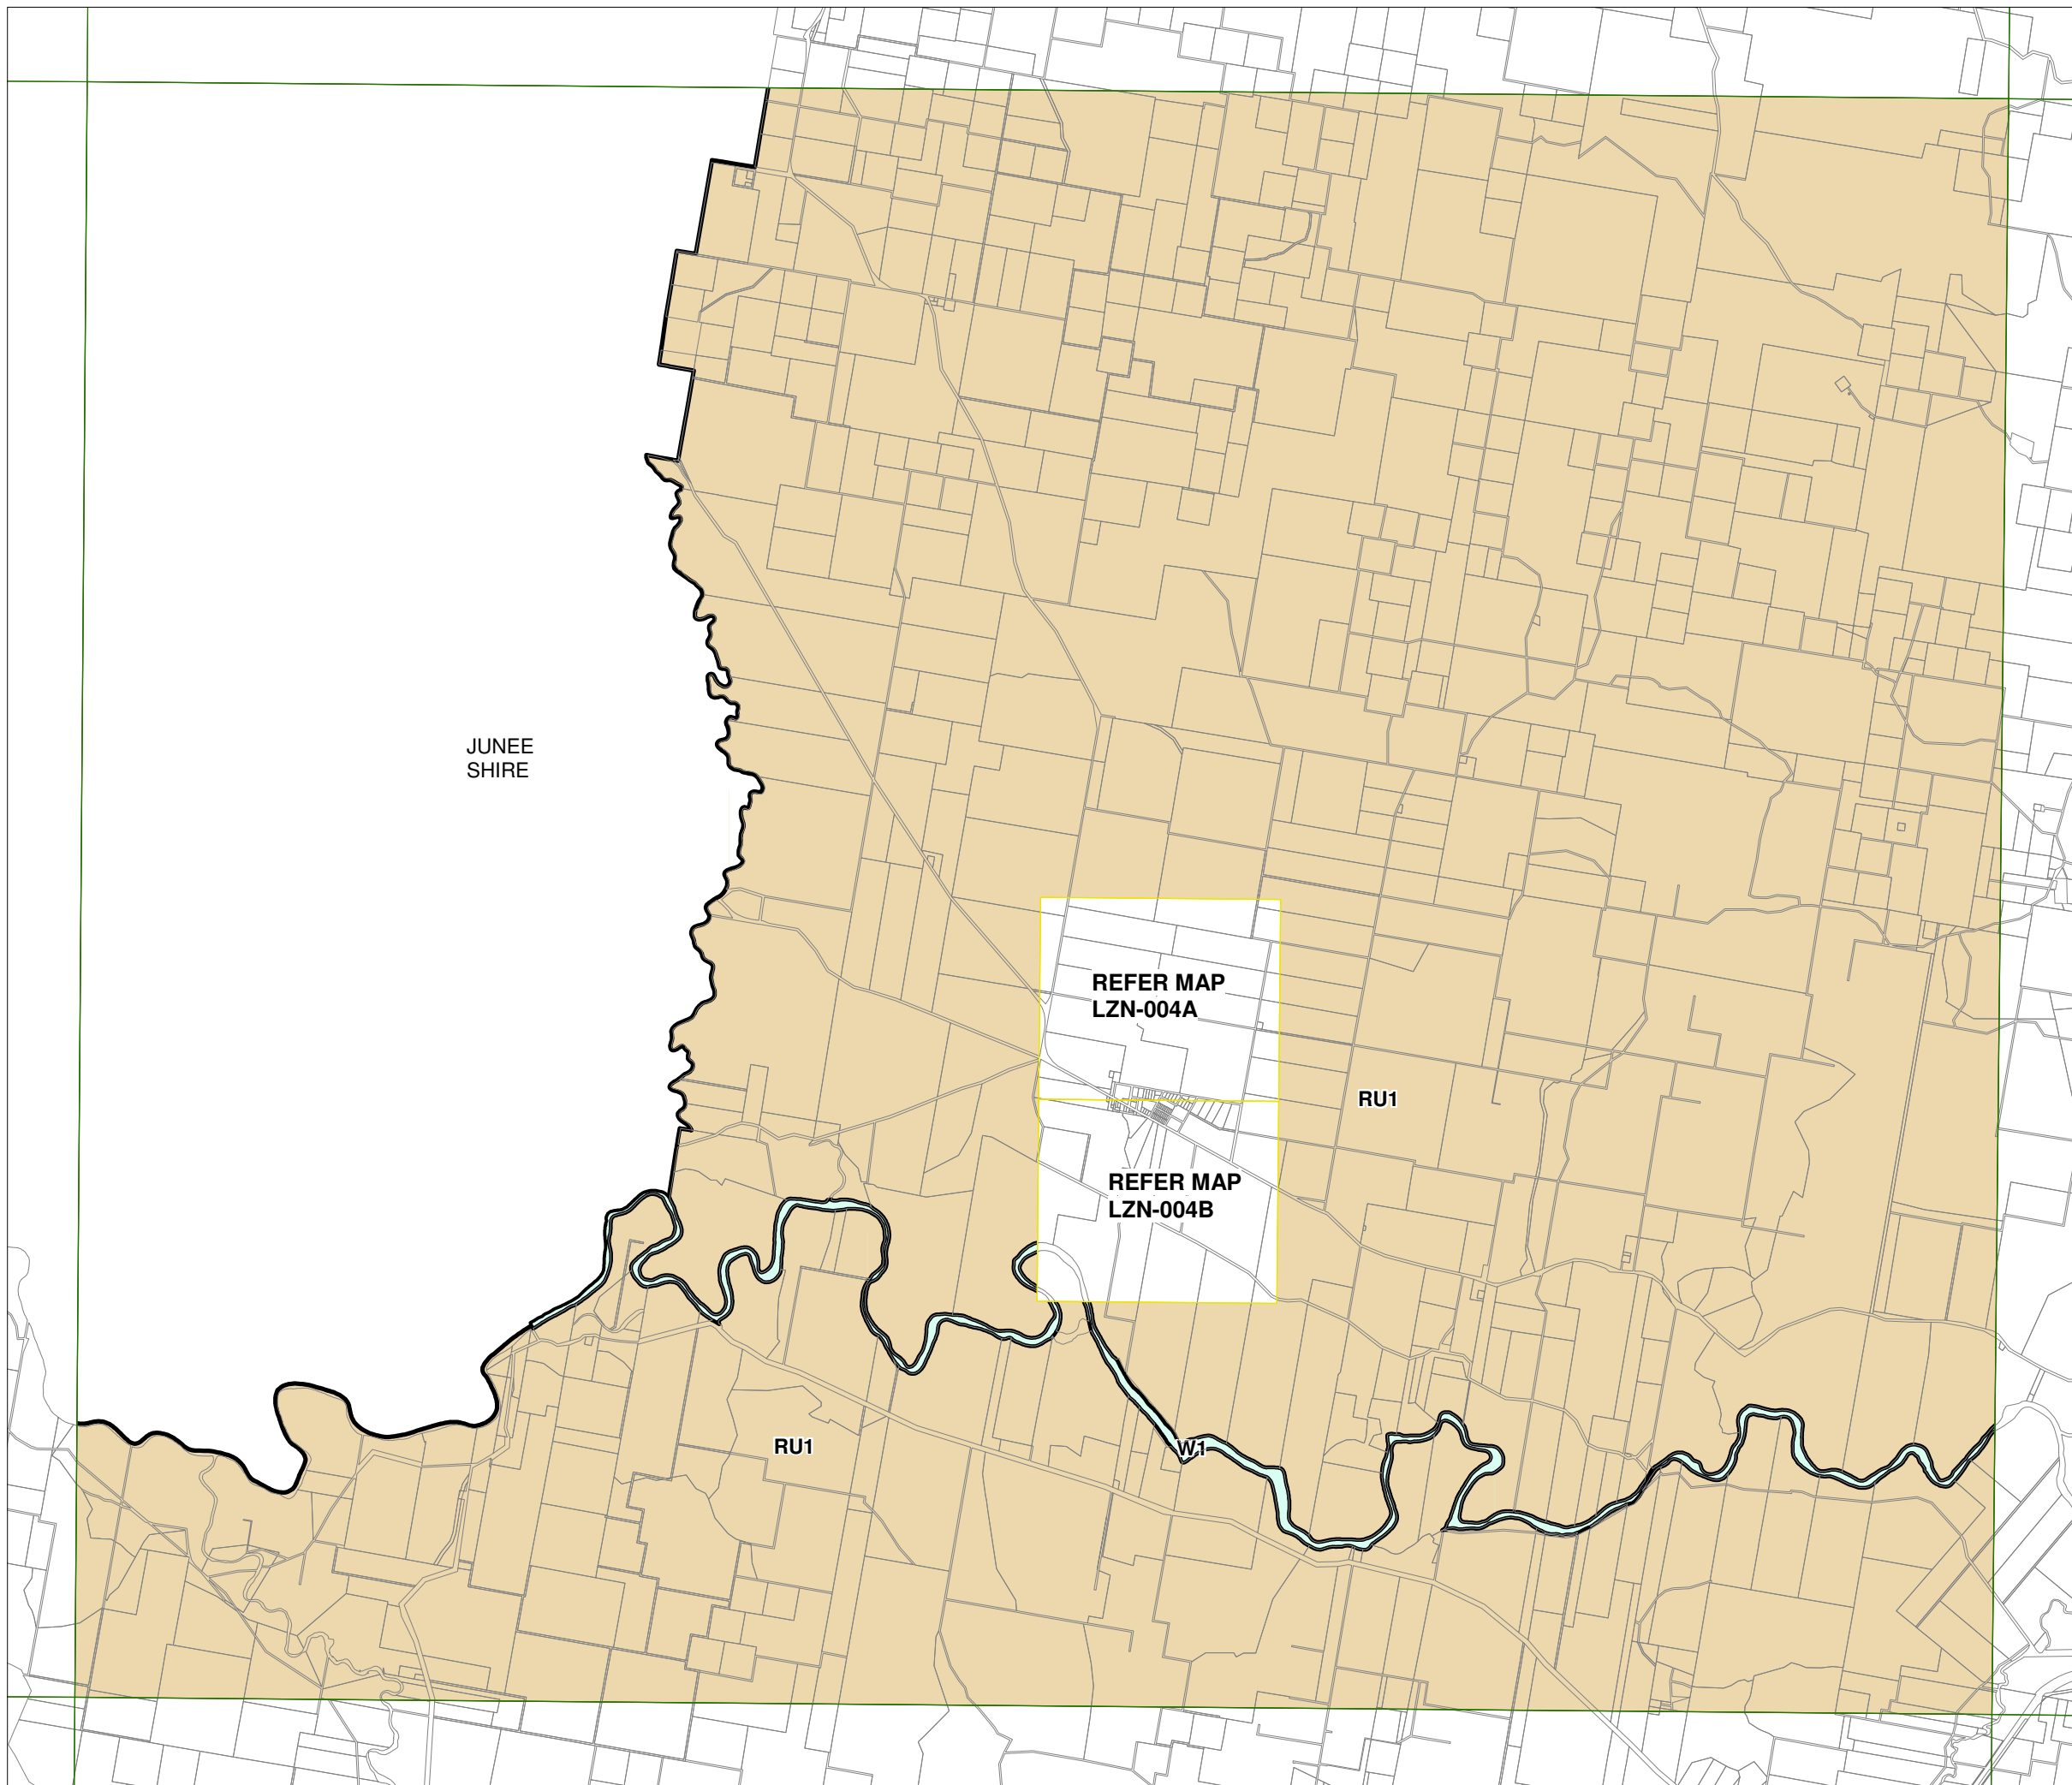 JUNEE
SHIRE
REFER MAP
LZN-004A
RU1
REFER MAP
LZN-004B
RU1
W1